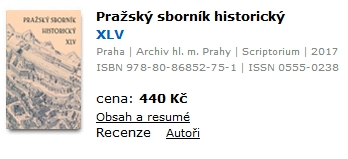 PRAŽSKÝ SBORNÍK
HISTORICKÝ
XLV
Pražský sborník historický
XLV
Praha | Archiv hl. m. Prahy | Scriptorium | 2017
ISBN 978-80-86852-75-1 | ISSN 0555-0238
cena: 440 Kč
Obsah a resumé
Recenze Autoři